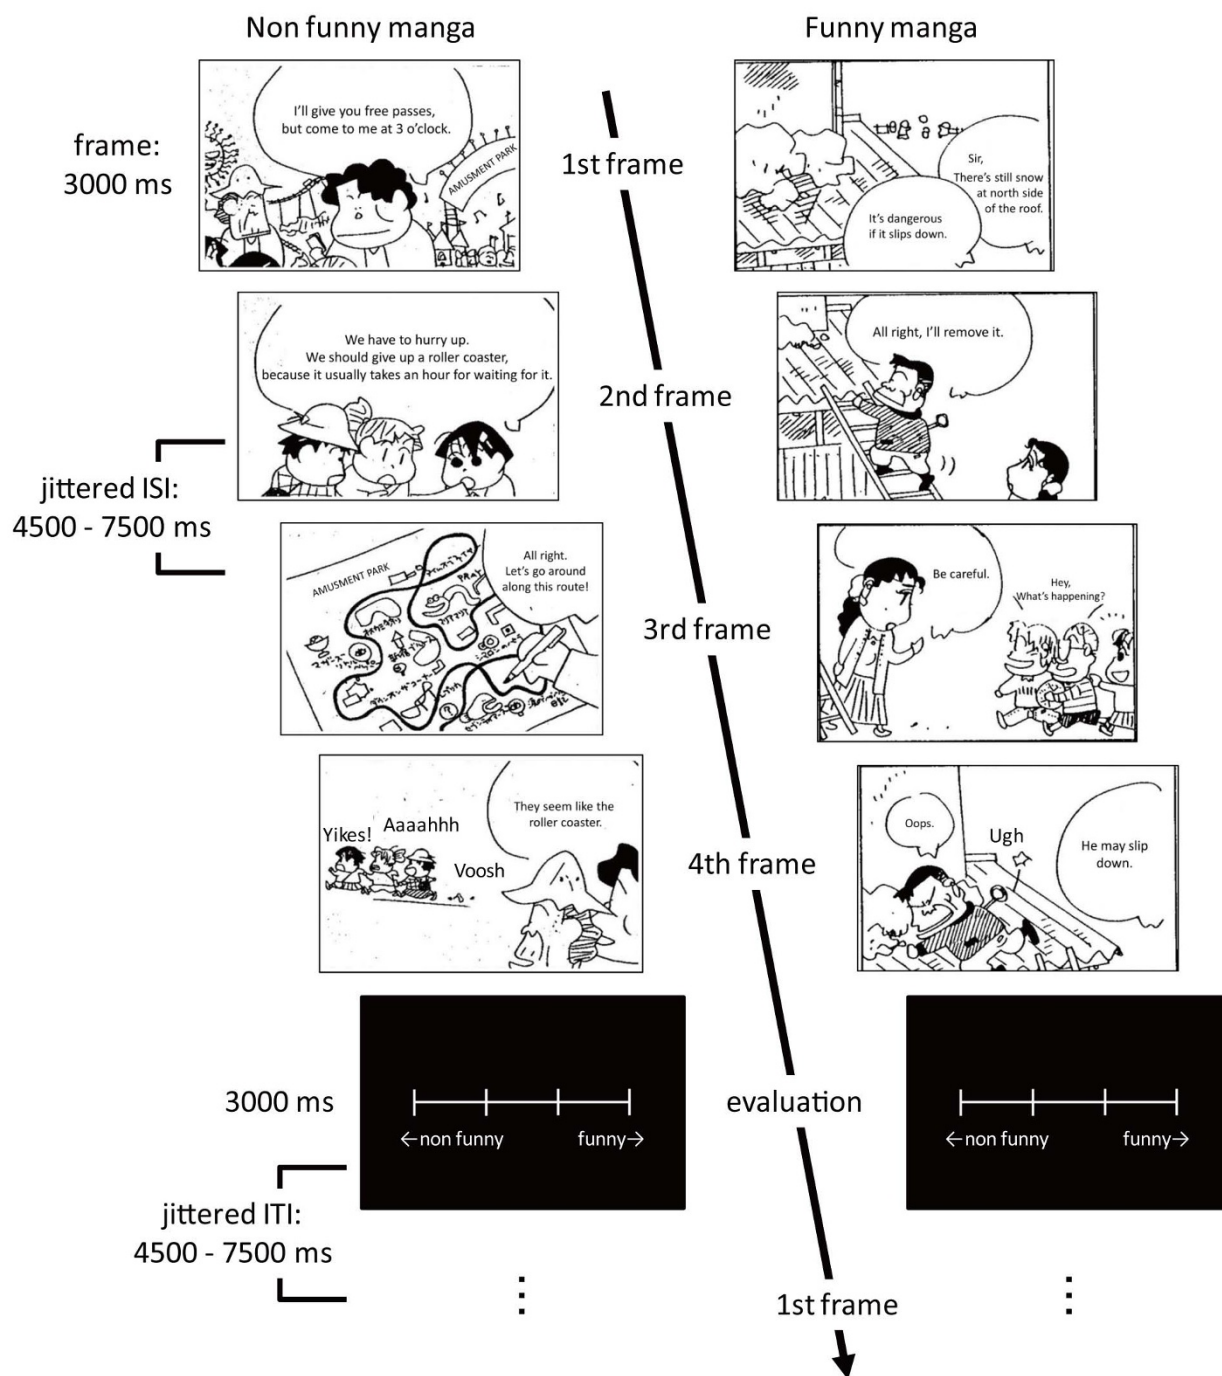 Non funny manga
Funny manga
frame:
3000 ms
I'll give you free passes,
but come to me at 3 o'clock.
AMUSMENT PARK
1st frame
Sir,
There's still snow
at north side
of the roof.
It's dangerous
if it slips down.
We have to hurry up.
We should give up a roller coaster,
because it usually takes an hour for waiting for it.
2nd frame
All right, I'll remove it.
jittered ISI:
4500 - 7500 ms
AMUSMENT PARK
All right.
Let's go around
along this route!
3rd frame
Be careful.
Hey,
What's happening?
Yikes!
Aaaahhh
Voosh
They seem like the
roller coaster.
4th frame
Oops.
Ugh
He may slip
down.
3000 ms
←non funny
funny→
evaluation
←non funny
funny→
jittered ITI:
4500 - 7500 ms
1st frame